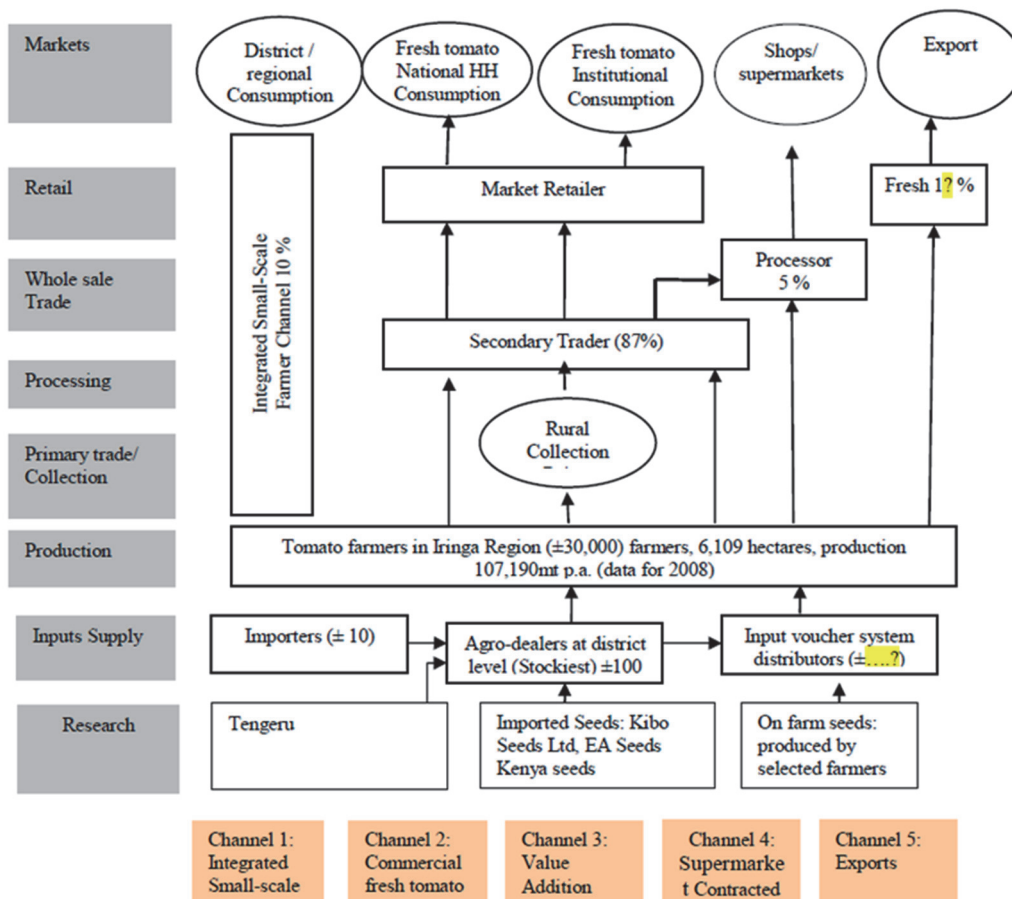 Markets
District /
regional
Consumption
Fresh tomato
National HH
Consumption
Fresh tomato
Institutional
Consumption
Shops/
supermarkets
Export
Retail
Market Retailer
Fresh 1? %
Integrated Small-Scale
Farmer Channel 10 %
Whole sale
Trade
Processor
5 %
Secondary Trader (87%)
Processing
Primary trade/
Collection
Rural
Collection
Production
Tomato farmers in Iringa Region (±30,000) farmers, 6,109 hectares, production
107,190mt p.a. (data for 2008)
Inputs Supply
Importers (± 10)
Agro-dealers at district
level (Stockiest) ±100
Input voucher system
distributors (±….?)
Research
Tengeru
Imported Seeds: Kibo
Seeds Ltd, EA Seeds
Kenya seeds
On farm seeds:
produced by
selected farmers
Channel 1:
Integrated
Small-scale
Channel 2:
Commercial
fresh tomato
Channel 3:
Value
Addition
Channel 4:
Supermarke
t Contracted
Channel 5:
Exports